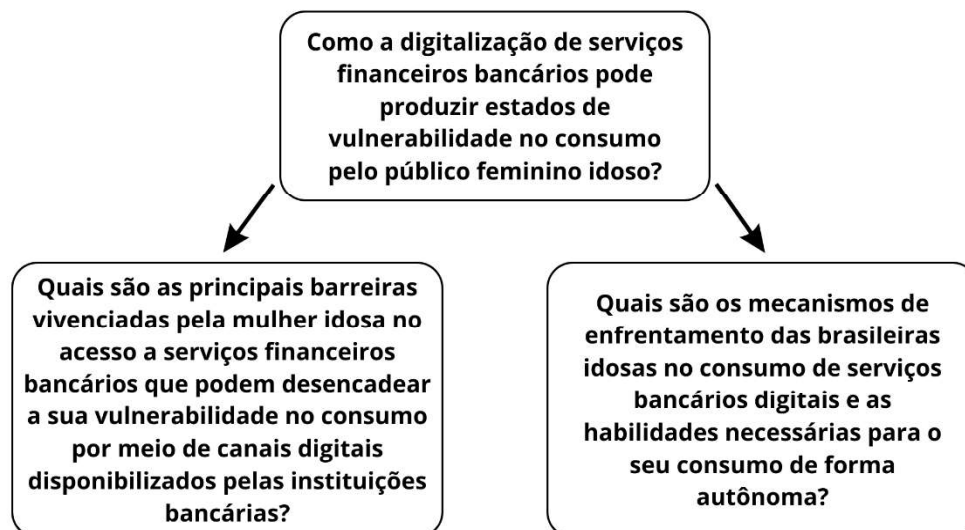 Como a digitalização de serviços
financeiros bancários pode
produzir estados de
vulnerabilidade no consumo
pelo público feminino idoso?
Quais são as principais barreiras
vivenciadas pela mulher idosa no
acesso a serviços financeiros
bancários que podem desencadear
a sua vulnerabilidade no consumo
por meio de canais digitais
disponibilizados pelas instituições
bancárias?
Quais são os mecanismos de
enfrentamento das brasileiras
idosas no consumo de serviços
bancários digitais e as
habilidades necessárias para o
seu consumo de forma
autônoma?